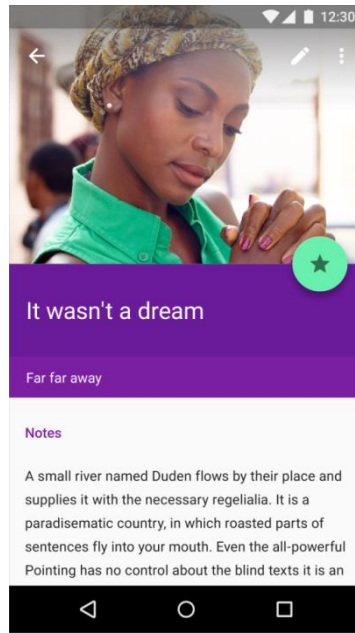 12:30
It wasn't a dream
Far far away
Notes
A small river named Duden flows by their place and
supplies it with the necessary regelialia. It is a
paradisematic country, in which roasted parts of
sentences fly into your mouth. Even the all-powerful
Pointing has no control about the blind texts it is an